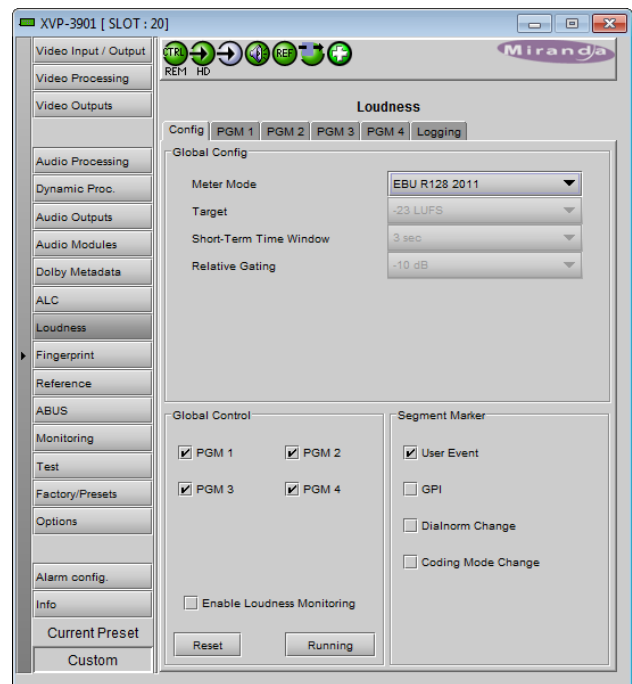 XVP-3901 [ SLOT : 20]
Video Input / Output
Video Processing
Video Outputs
Audio Processing
Dynamic Proc.
Audio Outputs
Audio Modules
Dolby Metadata
ALC
Loudness
Fingerprint
Reference
ABUS
Monitoring
Test
Factory/Presets
Options
Alarm config.
Info
Current Preset
Custom
CTRL REF
REM HD
Miranda
Loudness
Config PGM 1 PGM 2 PGM 3 PGM 4 Logging
Global Config
Meter Mode EBU R128 2011
Target -23 LUFS
Short-Term Time Window 3 sec
Relative Gating -10 dB
Global Control
PGM 1 PGM 2
PGM 3 PGM 4
Enable Loudness Monitoring
Reset Running
Segment Marker
User Event
GPI
Dialnorm Change
Coding Mode Change